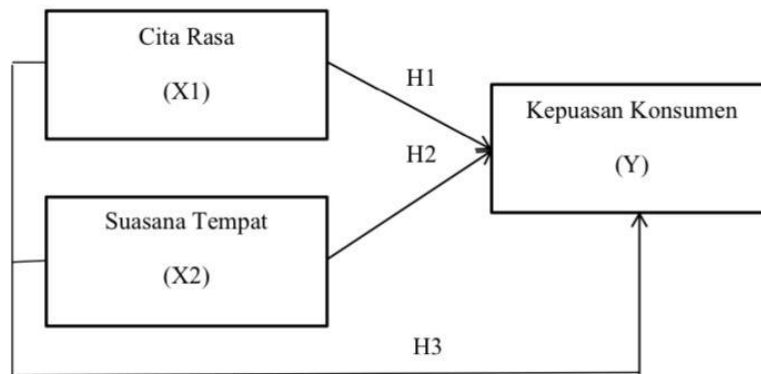 Cita Rasa
(X1)
H1
Kepuasan Konsumen
(Y)
H2
Suasana Tempat
(X2)
H3